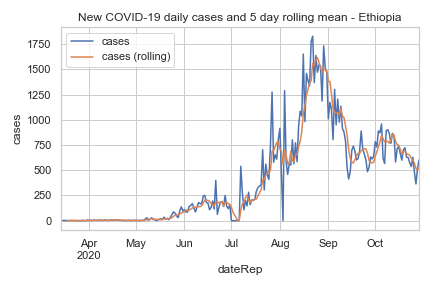 New COVID-19 daily cases and 5 day rolling mean - Ethiopia
cases
cases (rolling)
1750
1500
1250
1000
750
500
250
0
cases
Apr May Jun Jul Aug Sep Oct
2020
dateRep